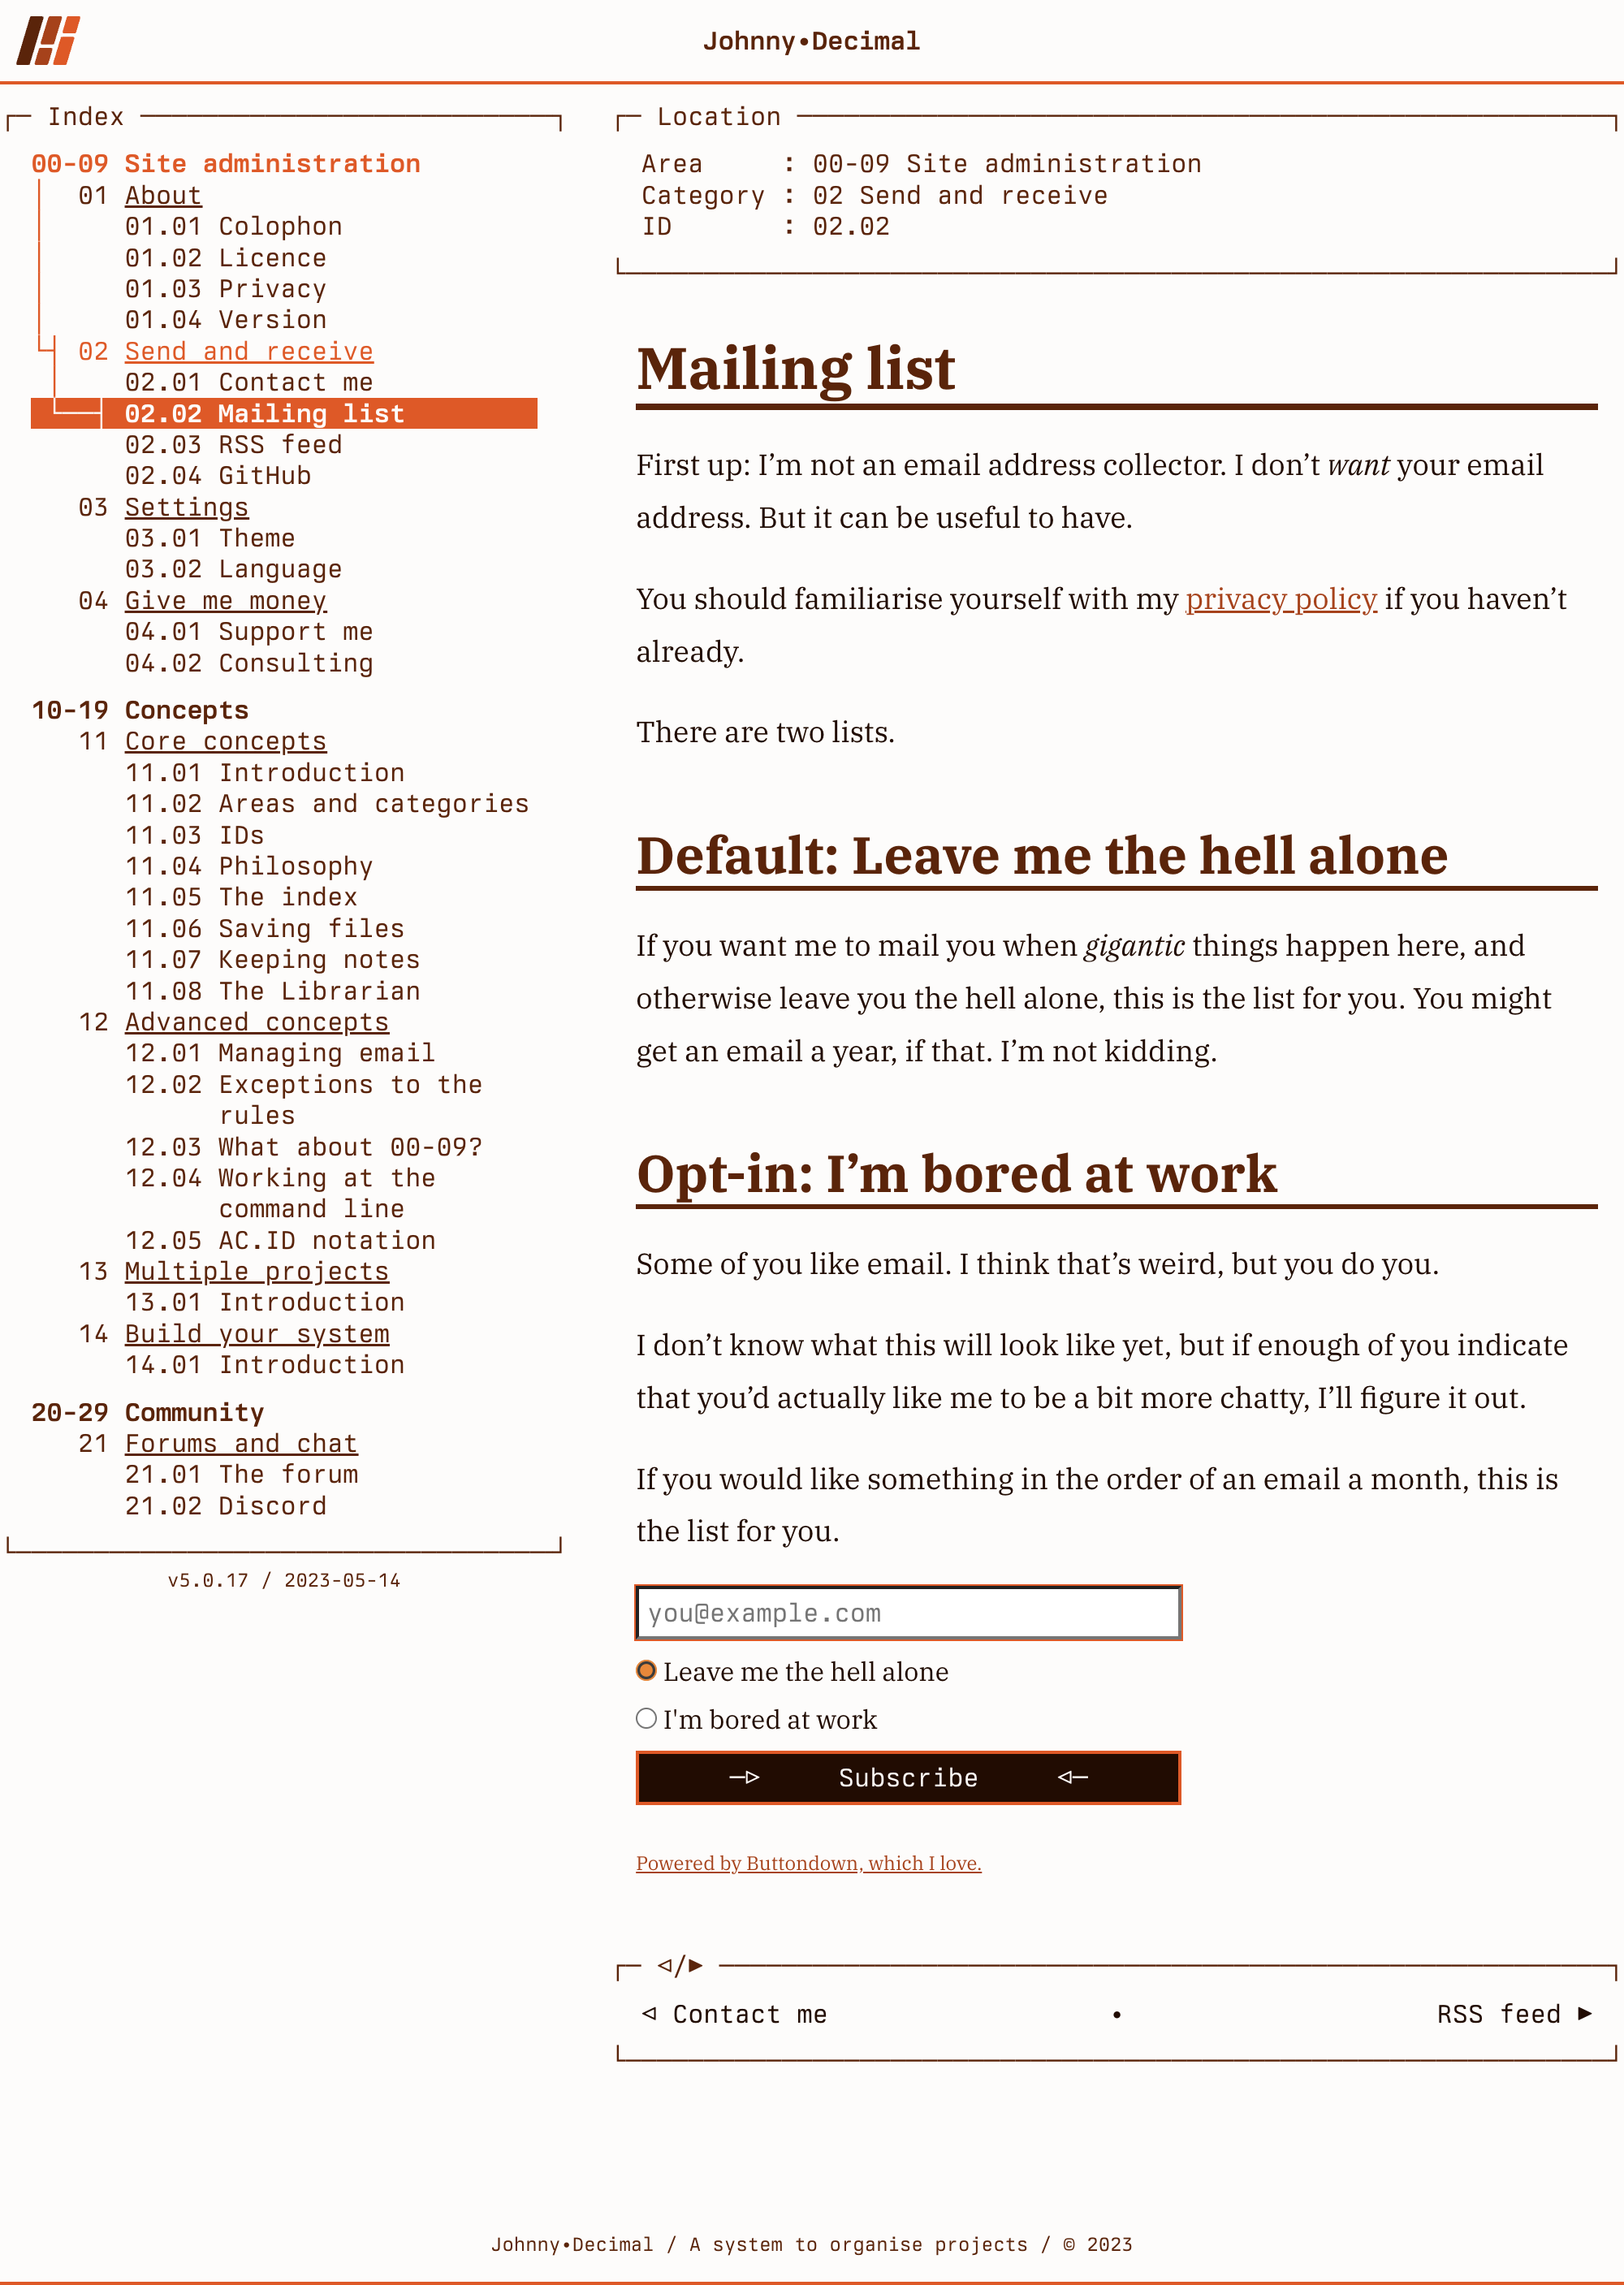 Johnny•Decimal
Index
00-09 Site administration
01 About
01.01 Colophon
01.02 Licence
01.03 Privacy
01.04 Version
02 Send and receive
02.01 Contact me
02.02 Mailing list
02.03 RSS feed
02.04 GitHub
03 Settings
03.01 Theme
03.02 Language
04 Give me money
04.01 Support me
04.02 Consulting
10-19 Concepts
11 Core concepts
11.01 Introduction
11.02 Areas and categories
11.03 IDs
11.04 Philosophy
11.05 The index
11.06 Saving files
11.07 Keeping notes
11.08 The Librarian
12 Advanced concepts
12.01 Managing email
12.02 Exceptions to the
rules
12.03 What about 00-09?
12.04 Working at the
command line
12.05 AC.ID notation
13 Multiple projects
13.01 Introduction
14 Build your system
14.01 Introduction
20-29 Community
21 Forums and chat
21.01 The forum
21.02 Discord
v5.0.17 / 2023-05-14
Location
Area : 00-09 Site administration
Category : 02 Send and receive
ID : 02.02
Mailing list
First up: I’m not an email address collector. I don’t want your email
address. But it can be useful to have.
You should familiarise yourself with my privacy policy if you haven’t
already.
There are two lists.
Default: Leave me the hell alone
If you want me to mail you when gigantic things happen here, and
otherwise leave you the hell alone, this is the list for you. You might
get an email a year, if that. I’m not kidding.
Opt-in: I’m bored at work
Some of you like email. I think that’s weird, but you do you.
I don’t know what this will look like yet, but if enough of you indicate
that you’d actually like me to be a bit more chatty, I’ll figure it out.
If you would like something in the order of an email a month, this is
the list for you.
you@example.com
Leave me the hell alone
I'm bored at work
Subscribe
Powered by Buttondown, which I love.
◁/▶
◁ Contact me • RSS feed ▶
Johnny•Decimal / A system to organise projects / © 2023